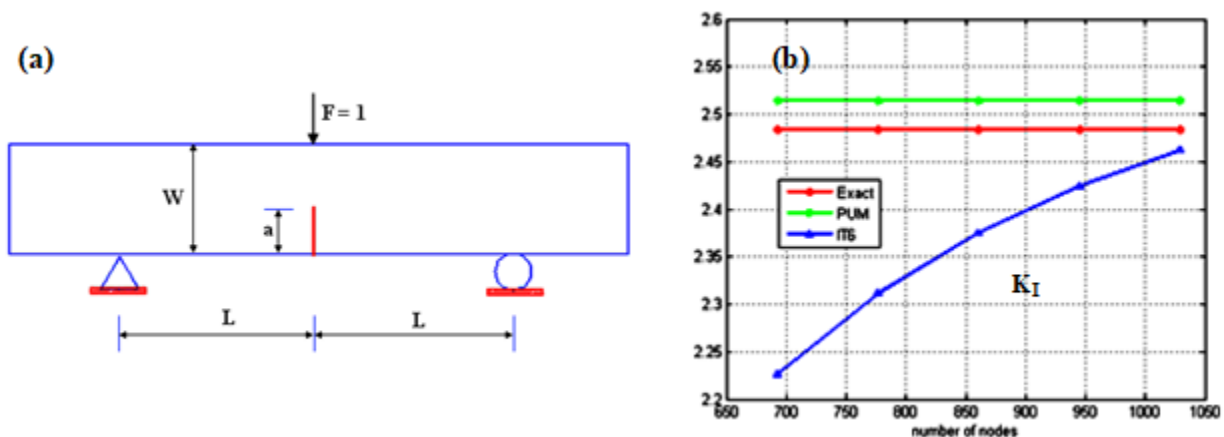 (a)
F = 1
W
a
L
L
(b)
2.6
2.55
2.5
2.45
2.4
2.35
2.3
2.25
2.2
Exact
PUM
IT6
K_I
650 700 750 800 850 900 950 1000 1050
number of nodes